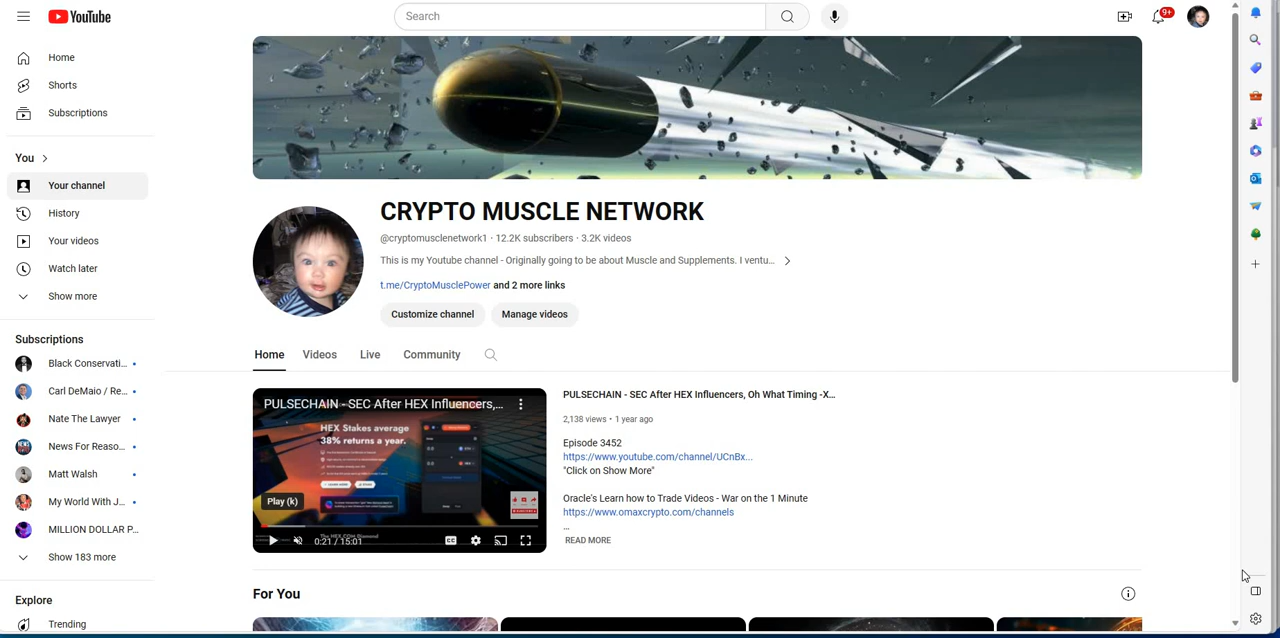 YouTube
Search
9+
Home
Shorts
Subscriptions
You
Your channel
History
Your videos
Watch later
Show more
Subscriptions
Black Conservati...
Carl DeMaio / Re...
Nate The Lawyer
News For Reaso...
Matt Walsh
My World With J...
MILLION DOLLAR P...
Show 183 more
Explore
Trending
CRYPTO MUSCLE NETWORK
@cryptomusclenetwork1 · 12.2K subscribers · 3.2K videos
This is my Youtube channel - Originally going to be about Muscle and Supplements. I ventu...
t.me/CryptoMusclePower and 2 more links
Customize channel
Manage videos
Home
Videos
Live
Community
PULSECHAIN - SEC After HEX Influencers,...
HEX Stakes average
38% returns a year.
Play (k)
0:21 / 15:01
PULSECHAIN - SEC After HEX Influencers, Oh What Timing -X...
2,138 views • 1 year ago
Episode 3452
https://www.youtube.com/channel/UCnBx...
"Click on Show More"
Oracle's Learn how to Trade Videos - War on the 1 Minute
https://www.omaxcrypto.com/channels
...
READ MORE
For You